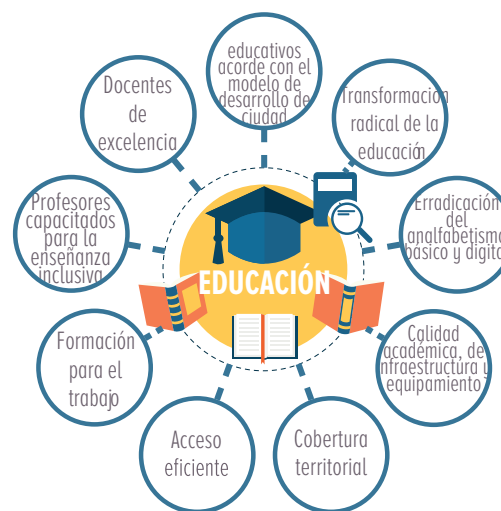 educativos
acorde con el
modelo de
desarrollo de
ciudad
Transformación
radical de la
educación
Erradicación
del
analfabetismo
básico y digital
Calidad
académica, de
infraestructura y
equipamiento
Cobertura
territorial
Acceso
eficiente
Formación
para el
trabajo
Profesores
capacitados
para la
enseñanza
inclusiva
Docentes
de
excelencia
EDUCACIÓN